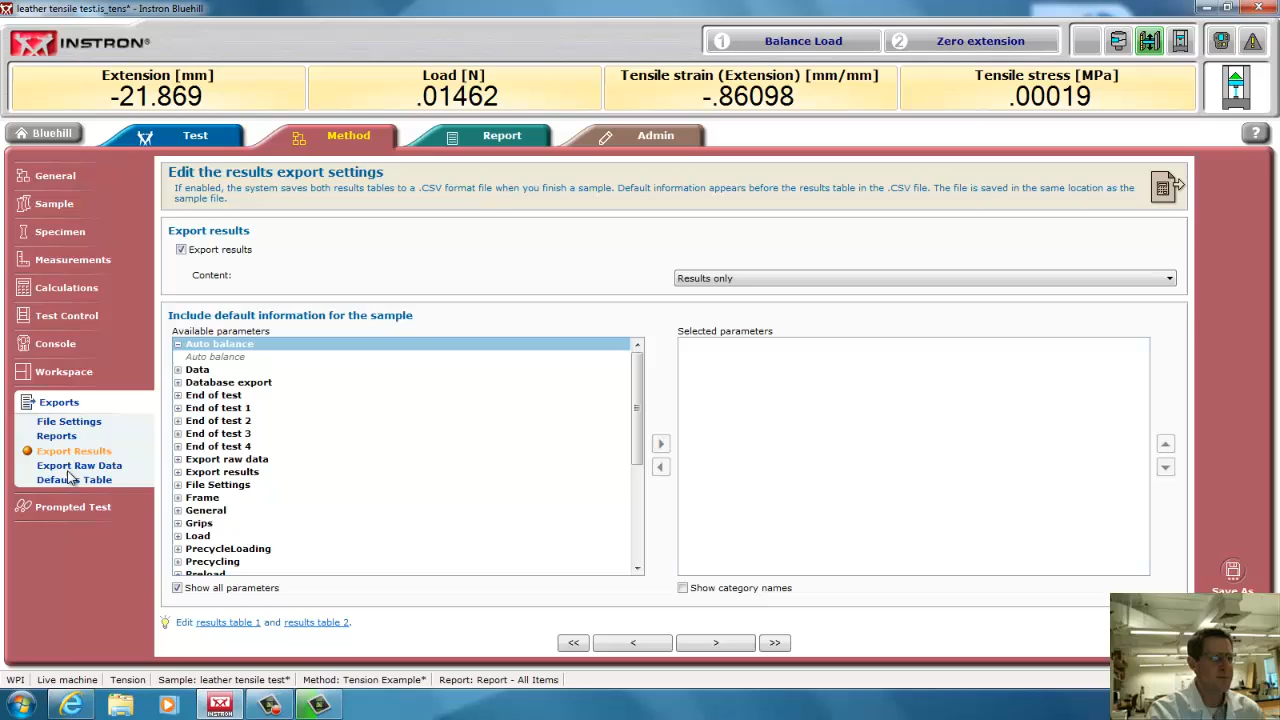 leather tensile test.is_tens* - Instron Bluehill
INSTRON®
1 Balance Load
2 Zero extension
Extension [mm]
-21.869
Load [N]
.01462
Tensile strain (Extension) [mm/mm]
-.86098
Tensile stress [MPa]
.00019
Bluehill
Test
Method
Report
Admin
?
General
Sample
Specimen
Measurements
Calculations
Test Control
Console
Workspace
Exports
File Settings
Reports
Export Results
Export Raw Data
Table
Prompted Test
Edit the results export settings
If enabled, the system saves both results tables to a .CSV format file when you finish a sample. Default information appears before the results table in the .CSV file. The file is saved in the same location as the
sample file.
Export results
Export results
Content:
Results only
Include default information for the sample
Available parameters
Auto balance
Auto balance
Data
Database export
End of test
End of test 1
End of test 2
End of test 3
End of test 4
Export raw data
Export results
File Settings
Frame
General
Grips
Load
PrecycleLoading
Precycling
Preload
Show all parameters
Selected parameters
Show category names
Edit results table 1 and results table 2.
<< < > >>
Save As
WPI Live machine Tension Sample: leather tensile test* Method: Tension Example* Report: Report - All Items
INSTRON